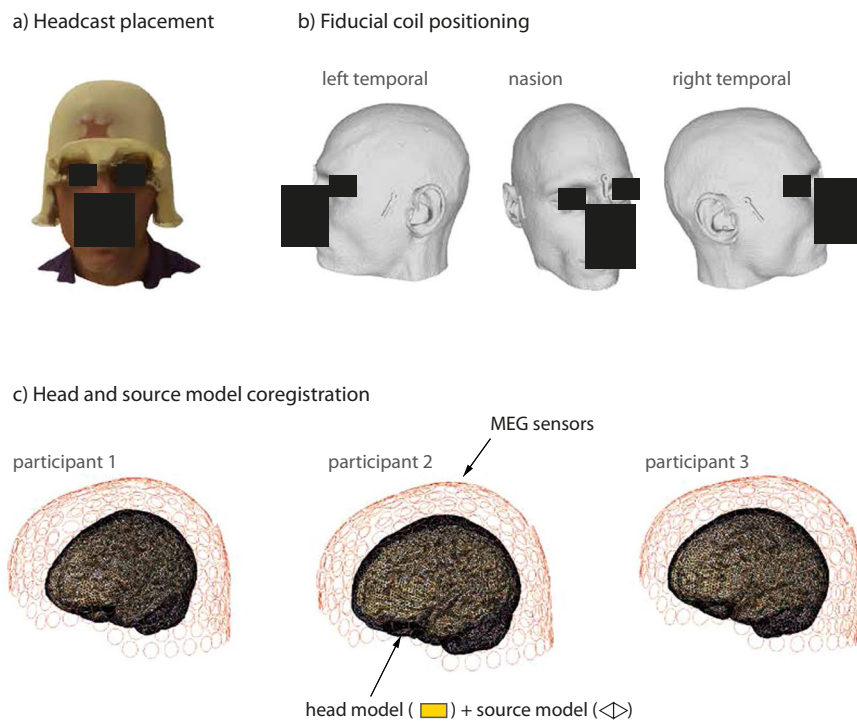 a) Headcast placement
b) Fiducial coil positioning
left temporal
nasion
right temporal
c) Head and source model coregistration
MEG sensors
participant 1
participant 2
participant 3
head model ( ) + source model ( )